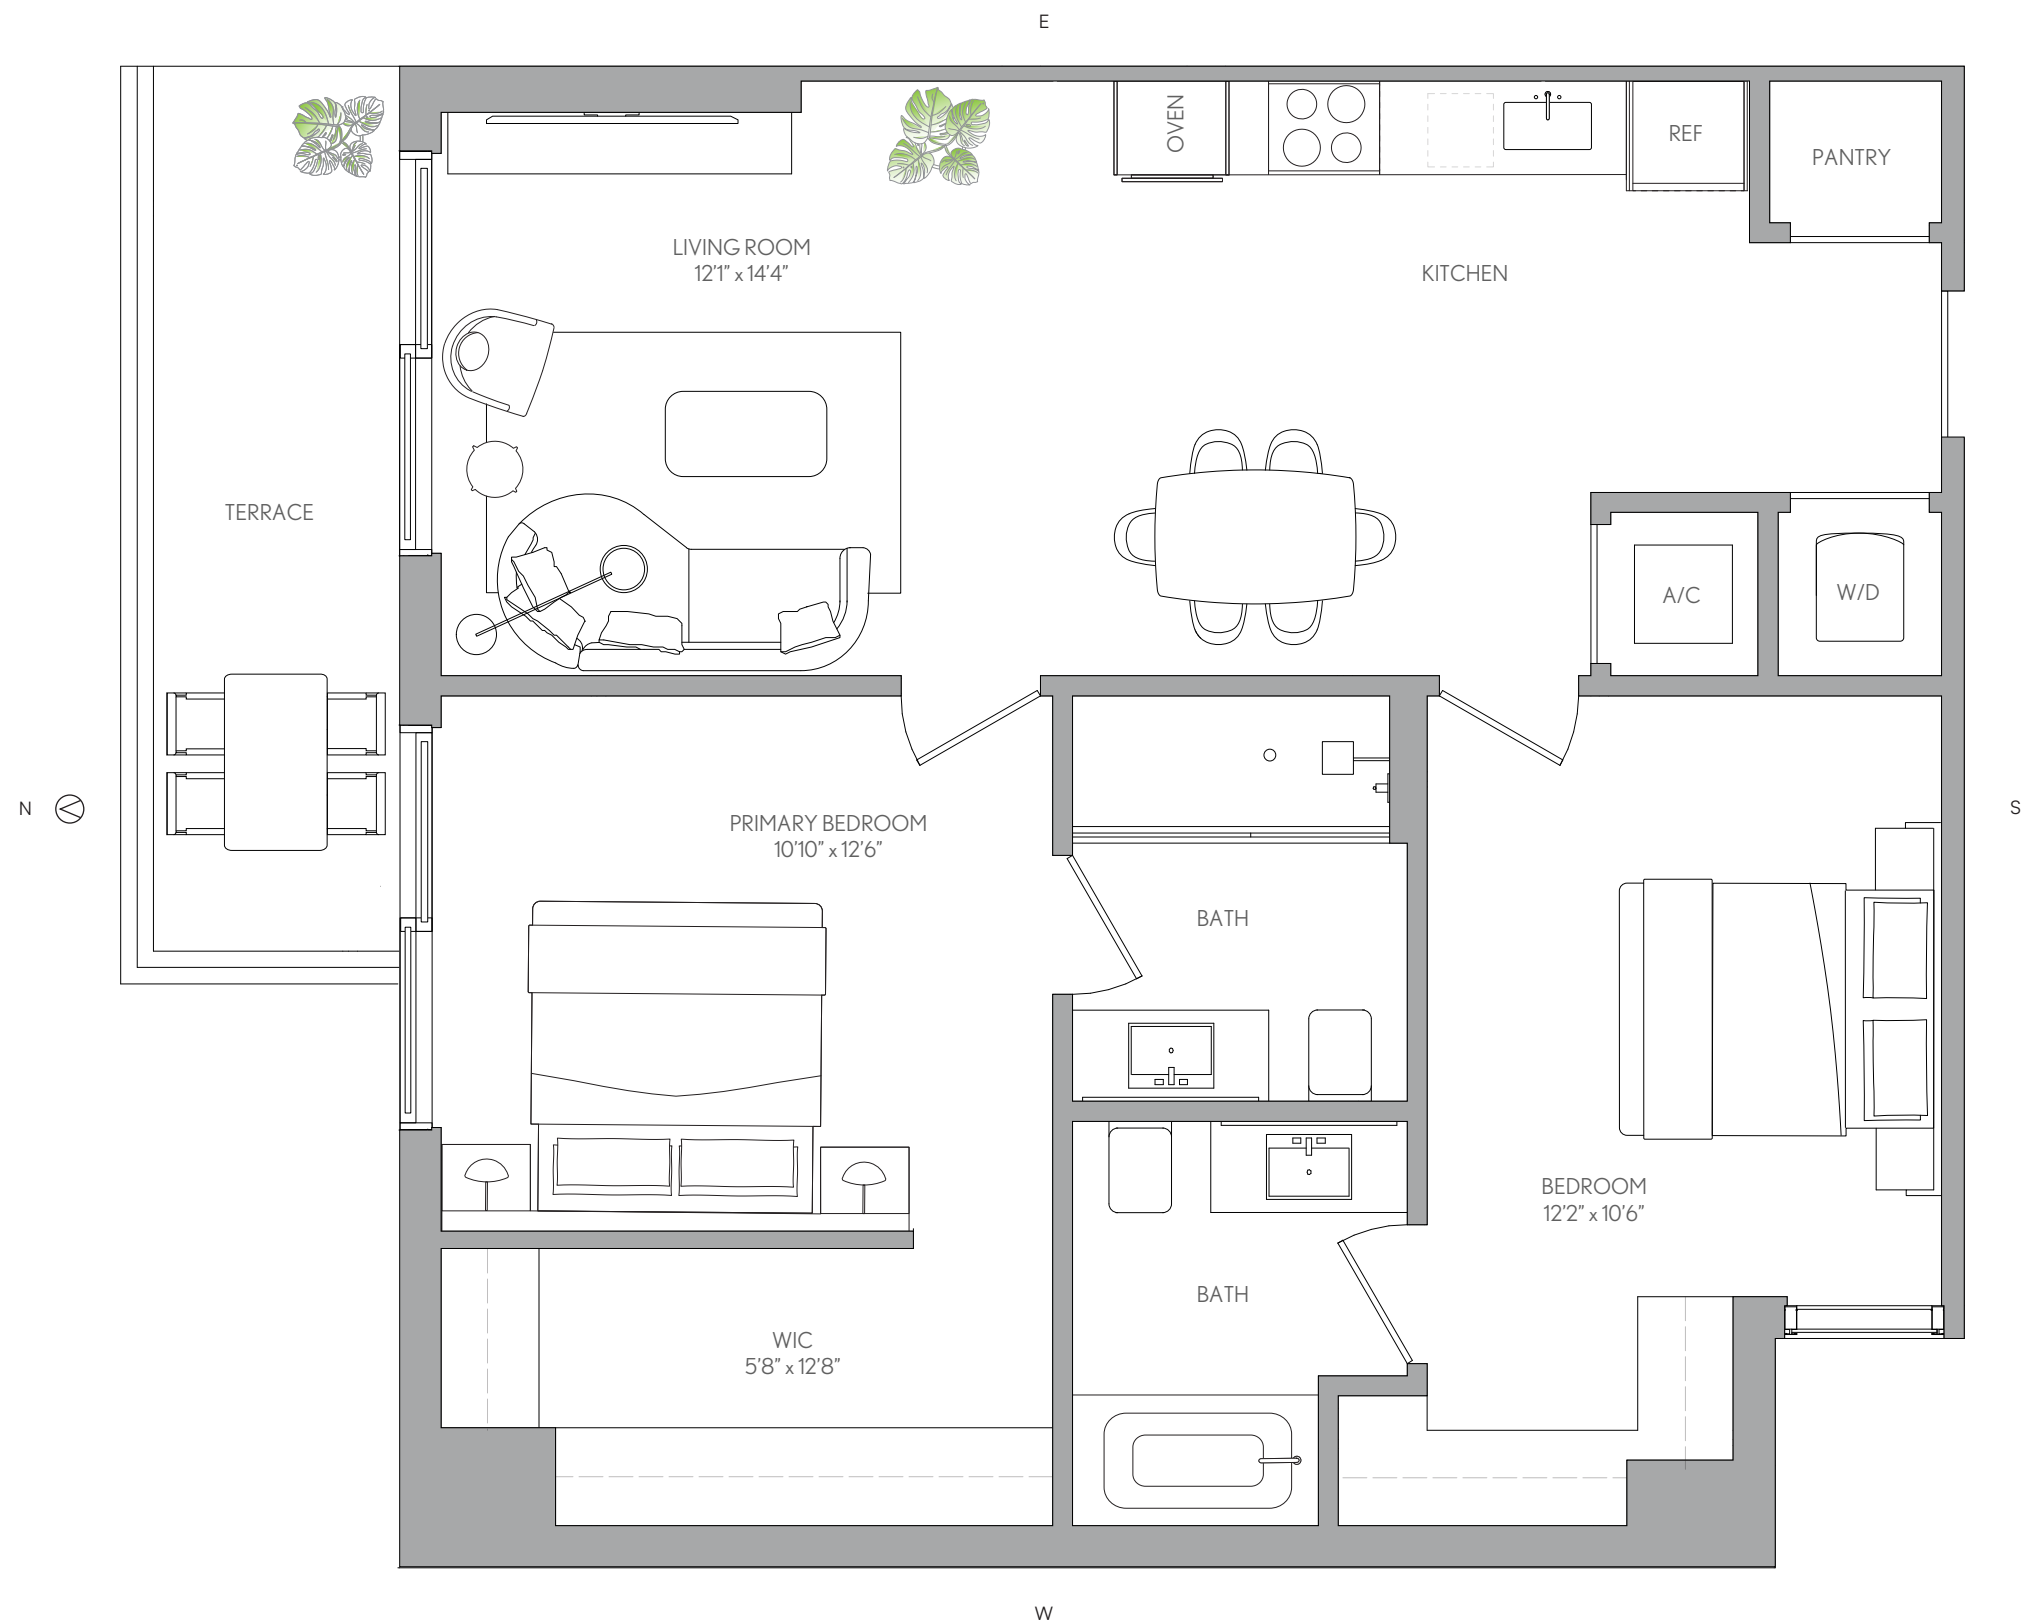 E
OVEN
REF
PANTRY
LIVING ROOM
12'1" x 14'4"
KITCHEN
TERRACE
A/C
W/D
N
S
PRIMARY BEDROOM
10'10" x 12'6"
BATH
BEDROOM
12'2" x 10'6"
BATH
WIC
5'8" x 12'8"
W